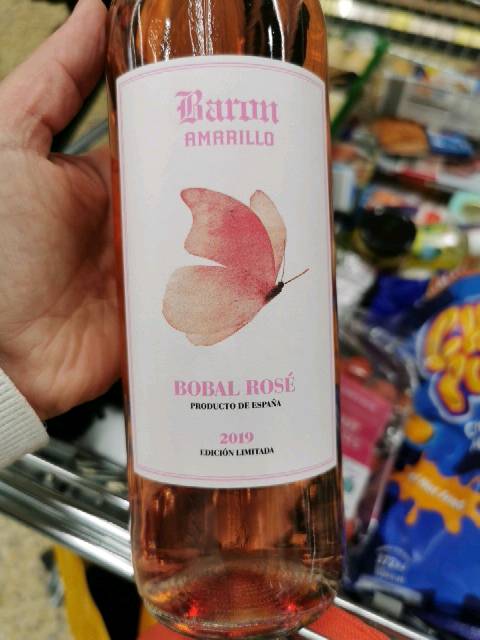 Baron
AMARILLO
BOBAL ROSÉ
PRODUCTO DE ESPAÑA
2019
EDICIÓN LIMITADA